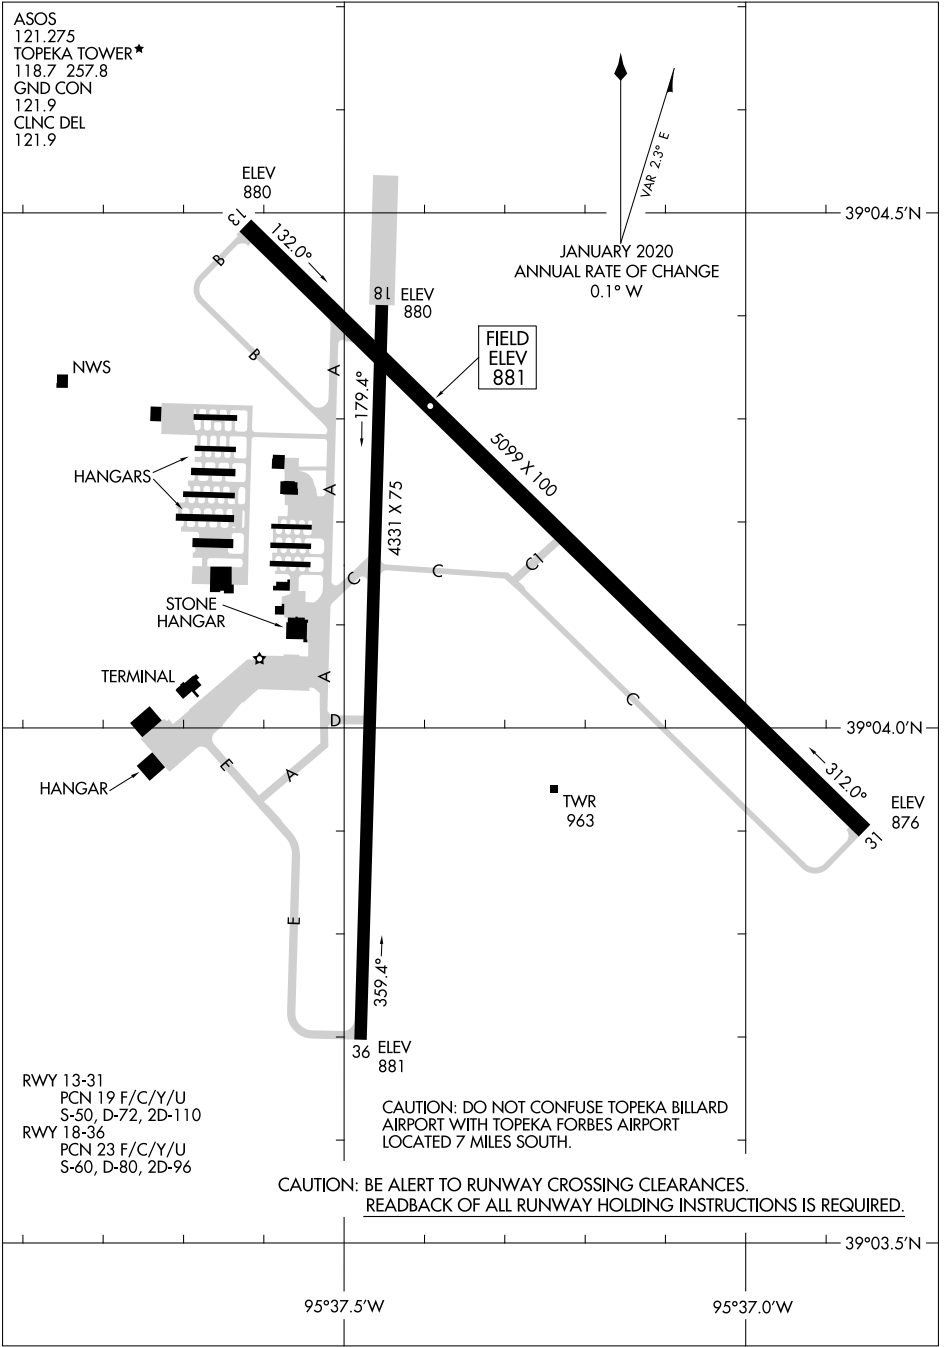 ASOS
121.275
TOPEKA TOWER★
118.7 257.8
GND CON
121.9
CLNC DEL
121.9
VAR 2.3° E
JANUARY 2020
ANNUAL RATE OF CHANGE
0.1° W
39°04.5'N
ELEV
880
13
132.0°
B
B
18
ELEV
880
A
179.4°
FIELD
ELEV
881
NWS
HANGARS
5099 X 100
A
4331 X 75
C
C
C1
STONE
HANGAR
TERMINAL
A
C
D
39°04.0'N
E
A
HANGAR
TWR
963
312.0°
ELEV
876
31
E
359.4°
36
ELEV
881
RWY 13-31
PCN 19 F/C/Y/U
S-50, D-72, 2D-110
RWY 18-36
PCN 23 F/C/Y/U
S-60, D-80, 2D-96
CAUTION: DO NOT CONFUSE TOPEKA BILLARD
AIRPORT WITH TOPEKA FORBES AIRPORT
LOCATED 7 MILES SOUTH.
CAUTION: BE ALERT TO RUNWAY CROSSING CLEARANCES.
READBACK OF ALL RUNWAY HOLDING INSTRUCTIONS IS REQUIRED.
39°03.5'N
95°37.5'W
95°37.0'W